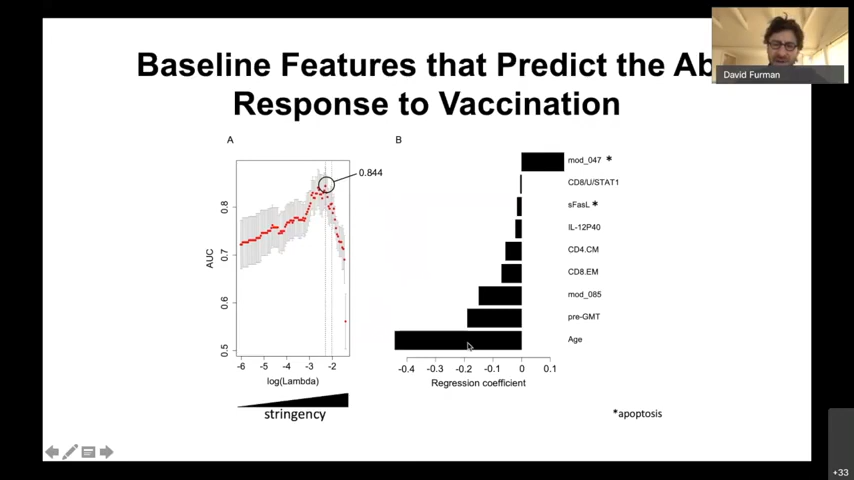 Baseline Features that Predict the Ab
Response to Vaccination
David Furman
A
B
0.844
0.8
0.7
0.6
0.5
AUC
-6 -5 -4 -3 -2
log(Lambda)
stringency
mod_047 *
CD8/U/STAT1
sFasL *
IL-12P40
CD4.CM
CD8.EM
mod_085
pre-GMT
Age
-0.4 -0.3 -0.2 -0.1 0 0.1
Regression coefficient
*apoptosis
+33